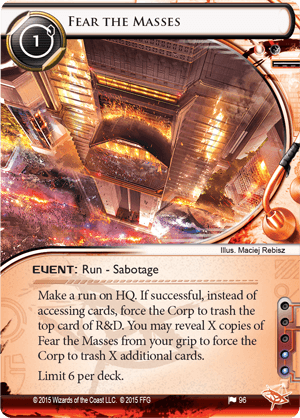 FEAR THE MASSES
1
Illus. Maciej Rebisz
EVENT: Run - Sabotage
Make a run on HQ. If successful, instead of
accessing cards, force the Corp to trash the
top card of R&D. You may reveal X copies of
Fear the Masses from your grip to force the
Corp to trash X additional cards.
Limit 6 per deck.
© 2015 Wizards of the Coast LLC. © 2015 FFG
96